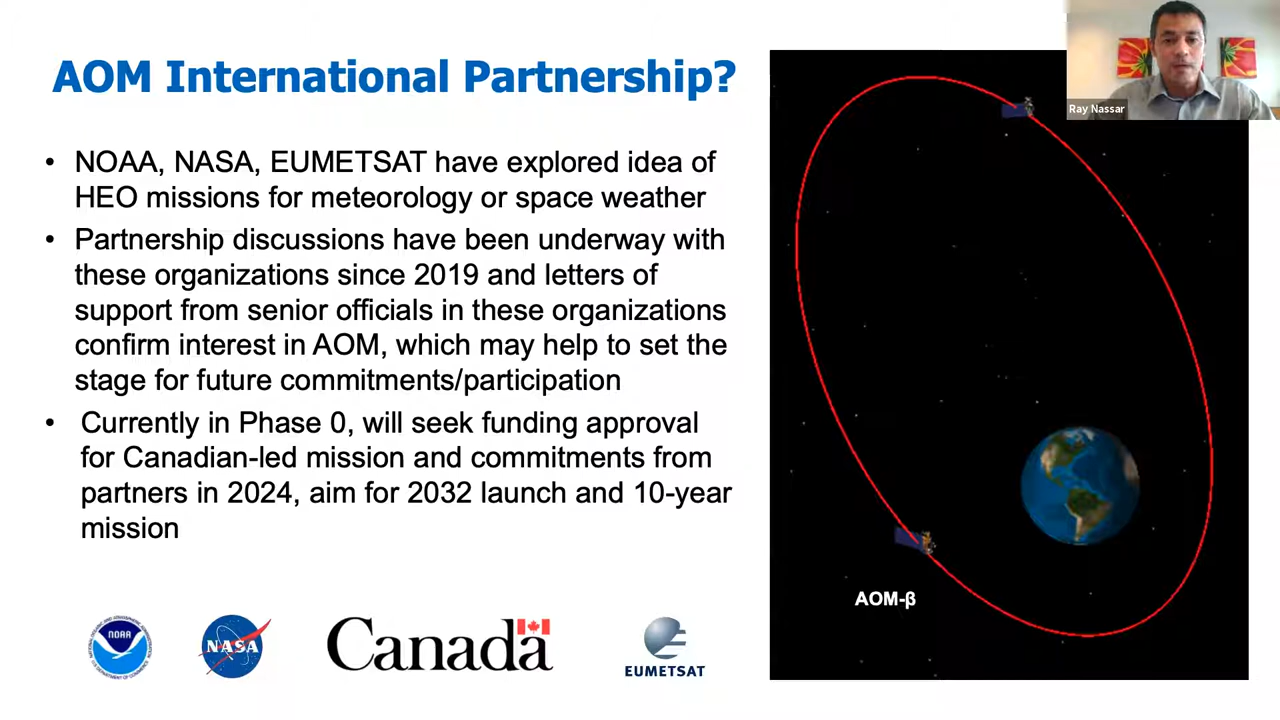 AOM International Partnership?
Ray Nassar
• NOAA, NASA, EUMETSAT have explored idea of
HEO missions for meteorology or space weather
• Partnership discussions have been underway with
these organizations since 2019 and letters of
support from senior officials in these organizations
confirm interest in AOM, which may help to set the
stage for future commitments/participation
• Currently in Phase 0, will seek funding approval
for Canadian-led mission and commitments from
partners in 2024, aim for 2032 launch and 10-year
mission
AOM-β
NOAA
NASA
Canada
EUMETSAT